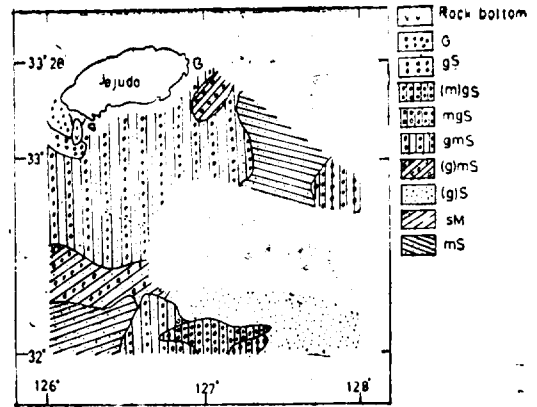 Rock bottom
G
gS
(m)gS
mgS
gmS
(g)mS
(g)S
sM
mS
33°20
Jejudo
G
33°
32°
126°
127°
128°